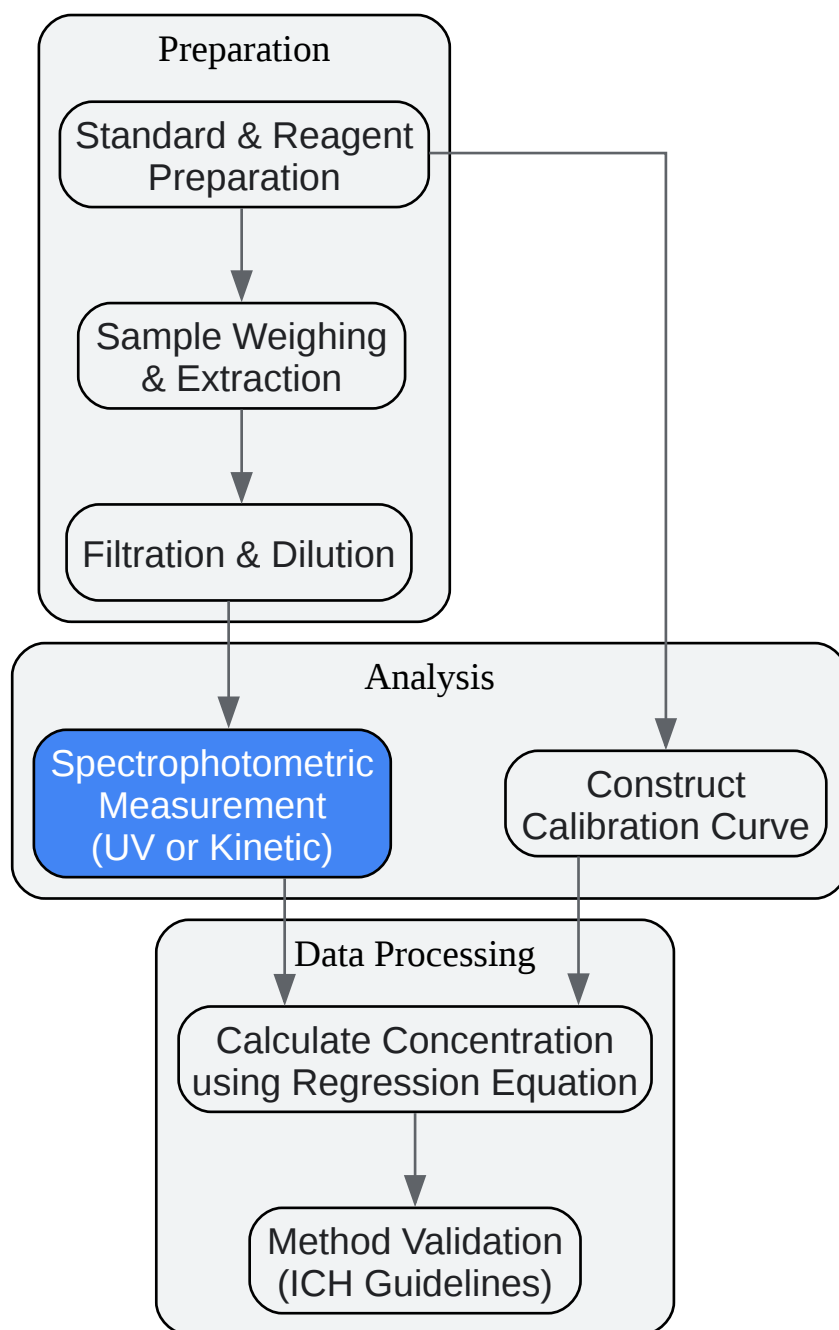 Preparation
Standard & Reagent
Preparation
Sample Weighing
& Extraction
Filtration & Dilution
Analysis
Spectrophotometric
Measurement
(UV or Kinetic)
Construct
Calibration Curve
Data Processing
Calculate Concentration
using Regression Equation
Method Validation
(ICH Guidelines)